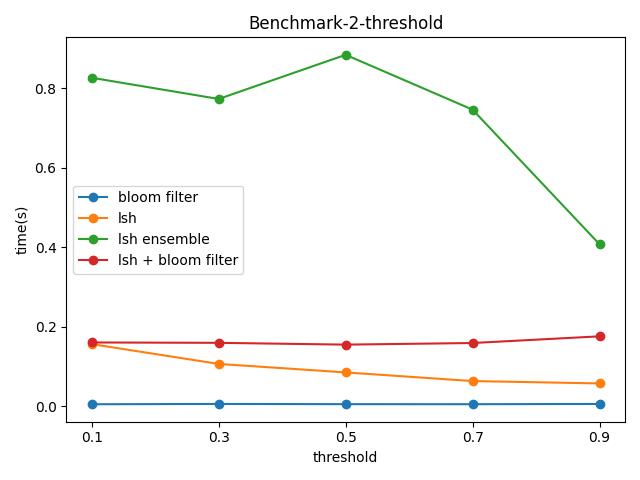 Benchmark-2-threshold
time(s)
0.8
0.6
0.4
0.2
0.0
bloom filter
lsh
lsh ensemble
lsh + bloom filter
0.1 0.3 0.5 0.7 0.9
threshold